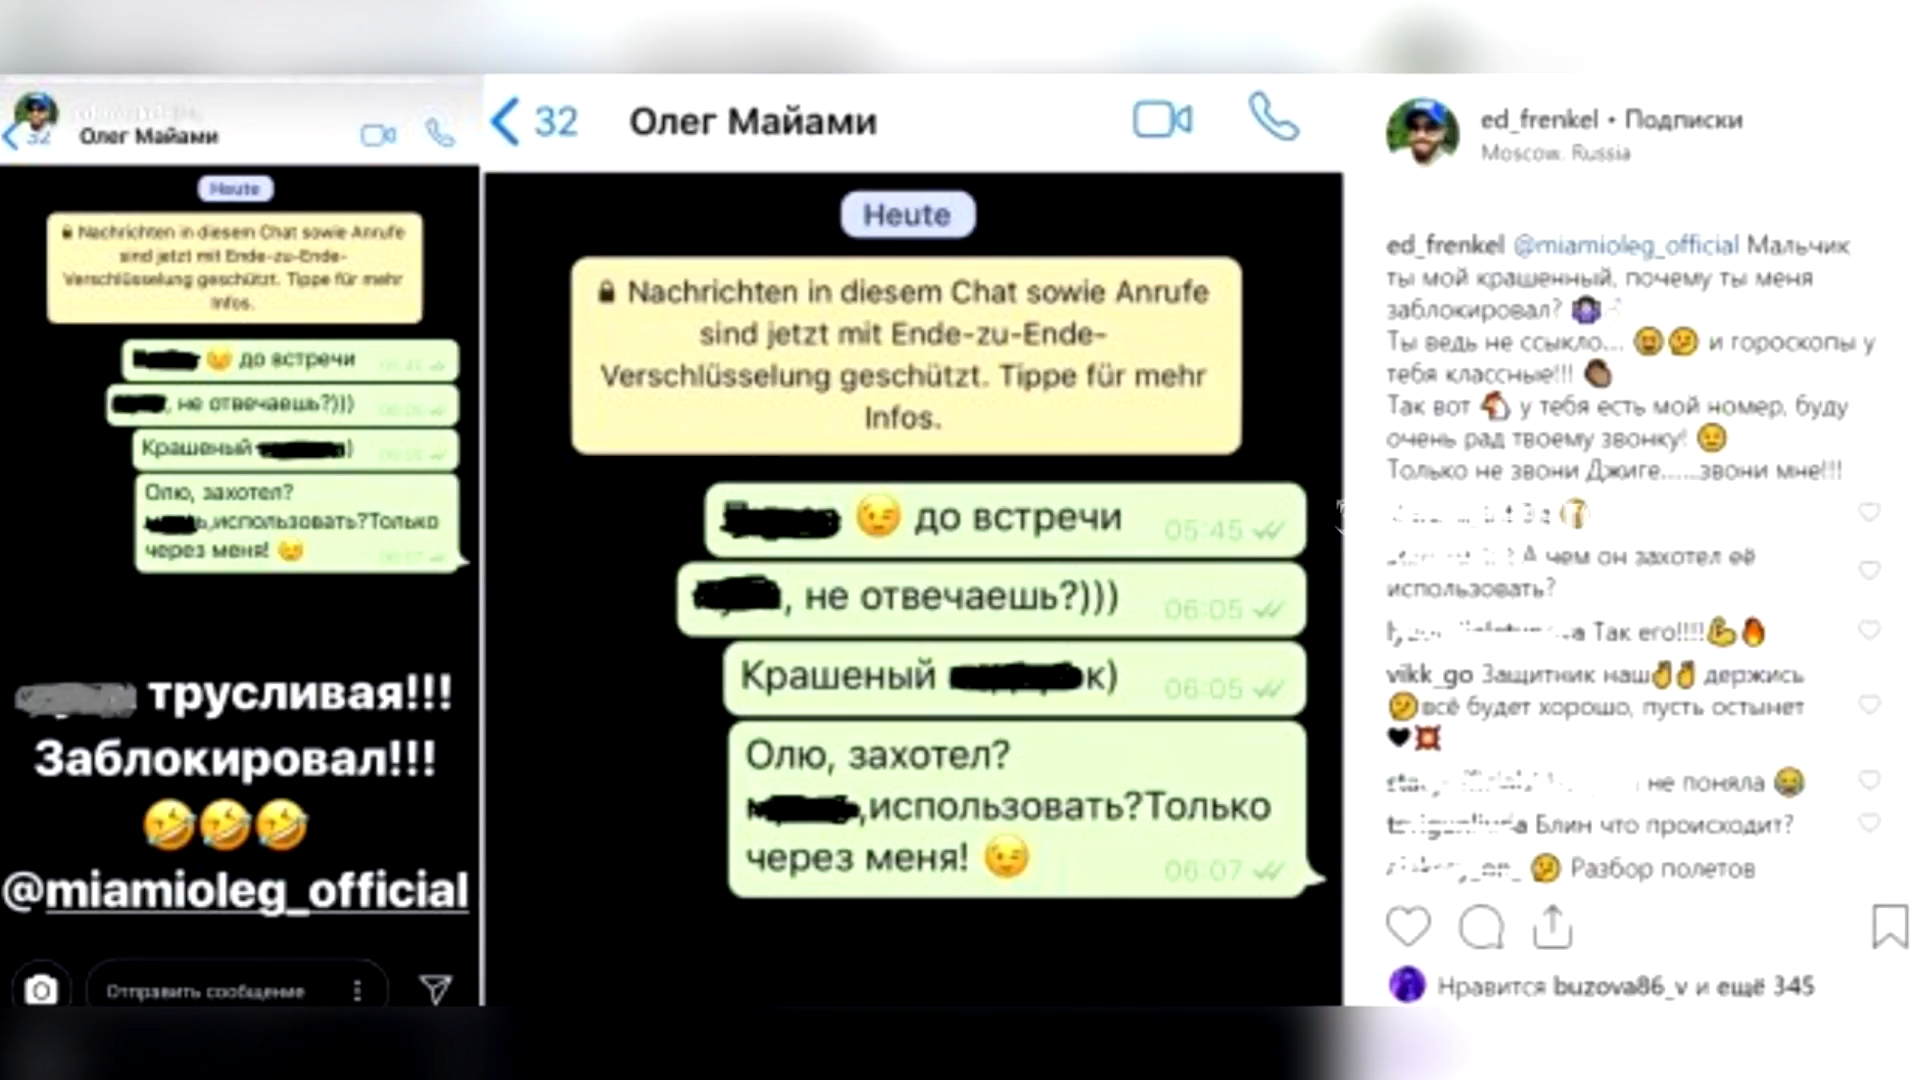 32
Олег Майами
Heute
Nachrichten in diesem Chat sowie Anrufe
sind jetzt mit Ende-zu-Ende-
Verschlüsselung geschützt. Tippe für mehr
Infos.
до встречи
, не отвечаешь?)))
Крашеный )
Олю, захотел?
,использовать?Только
через меня!
трусливая!!!
Заблокировал!!!
@miamioleg_official
Отправить сообщение
32
Олег Майами
Heute
Nachrichten in diesem Chat sowie Anrufe
sind jetzt mit Ende-zu-Ende-
Verschlüsselung geschützt. Tippe für mehr
Infos.
😉 до встречи 05:45
, не отвечаешь?))) 06:05
Крашеный к) 06:05
Олю, захотел?
,использовать?Только
через меня! 😉 06:07
ed_frenkel • Подписки
Moscow, Russia
ed_frenkel @miamioleg_official Мальчик
ты мой крашенный, почему ты меня
заблокировал?
Ты ведь не ссыкло... и гороскопы у
тебя классные!!!
Так вот у тебя есть мой номер, буду
очень рад твоему звонку!
Только не звони Джиге......звони мне!!!
А чем он захотел её
использовать?
Так его!!!!
vikk_go Защитник наш держись
всё будет хорошо, пусть остынет
не поняла
Блин что происходит?
Разбор полетов
Нравится buzova86_v и ещё 345